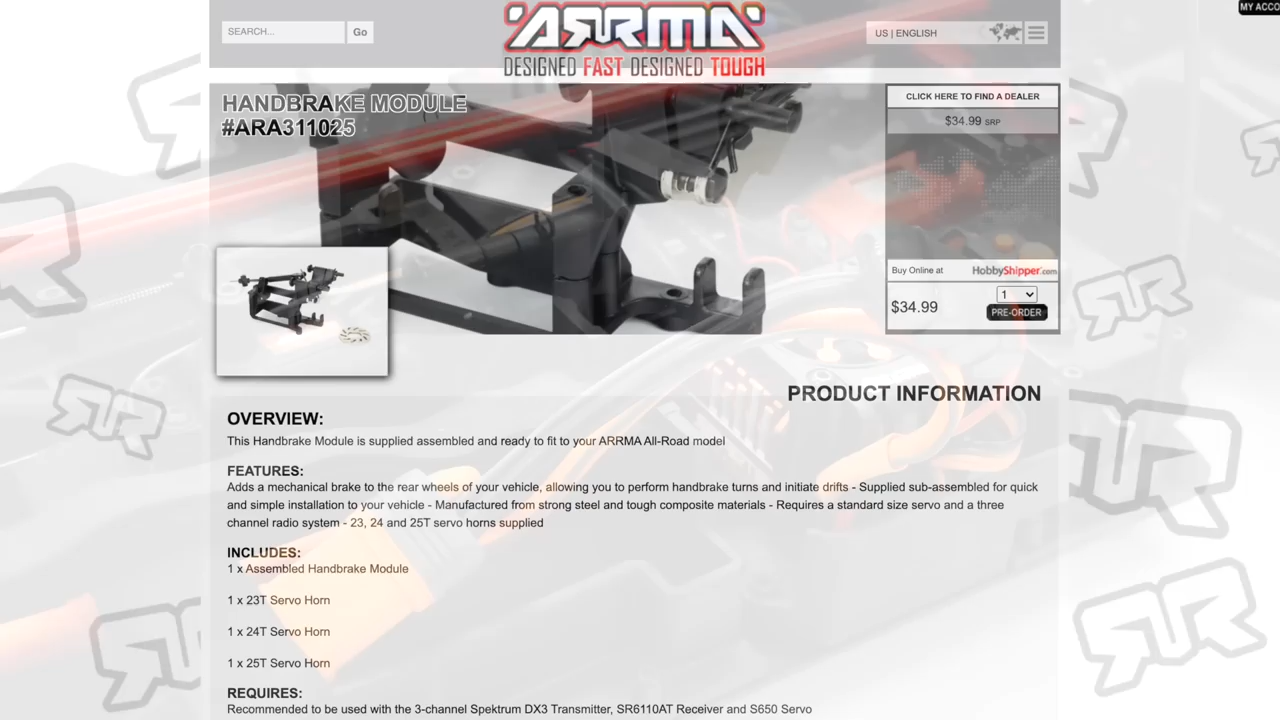 MY ACCO
SEARCH...
Go
ARRMA
DESIGNED FAST DESIGNED TOUGH
US | ENGLISH
HANDBRAKE MODULE
#ARA311025
CLICK HERE TO FIND A DEALER
$34.99 SRP
Buy Online at HobbyShipper.com
$34.99
1
PRE-ORDER
PRODUCT INFORMATION
OVERVIEW:
This Handbrake Module is supplied assembled and ready to fit to your ARRMA All-Road model
FEATURES:
Adds a mechanical brake to the rear wheels of your vehicle, allowing you to perform handbrake turns and initiate drifts - Supplied sub-assembled for quick
and simple installation to your vehicle - Manufactured from strong steel and tough composite materials - Requires a standard size servo and a three
channel radio system - 23, 24 and 25T servo horns supplied
INCLUDES:
1 x Assembled Handbrake Module
1 x 23T Servo Horn
1 x 24T Servo Horn
1 x 25T Servo Horn
REQUIRES:
Recommended to be used with the 3-channel Spektrum DX3 Transmitter, SR6110AT Receiver and S650 Servo